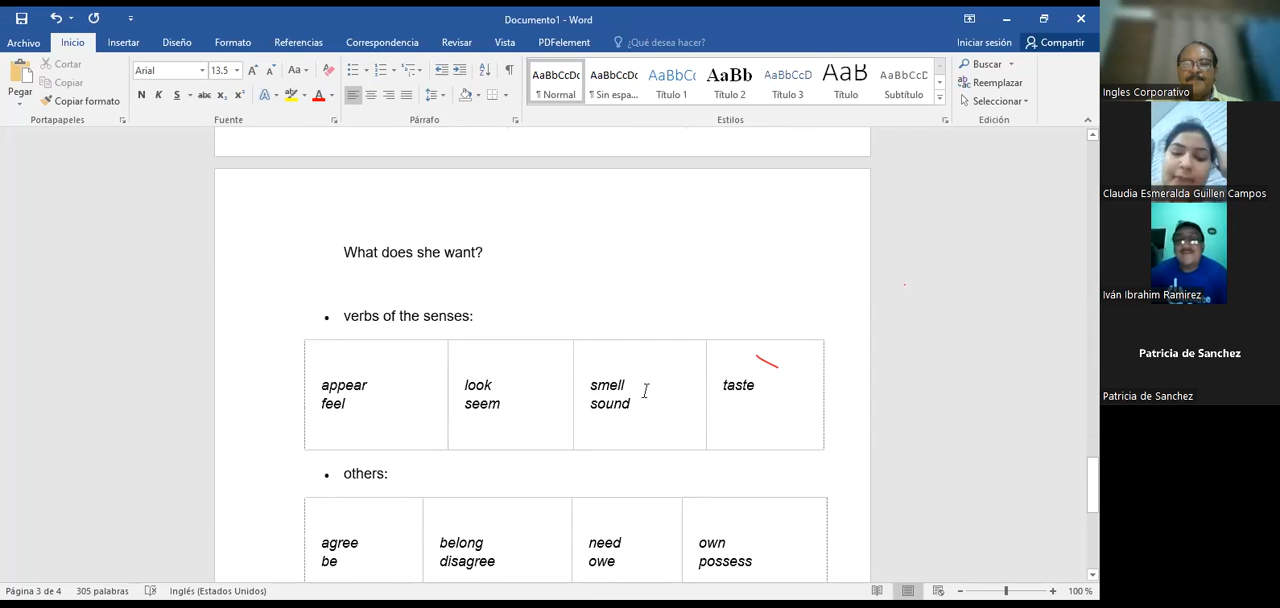 Documento1 - Word
Archivo Inicio Insertar Diseño Formato Referencias Correspondencia Revisar Vista PDFelement ¿Qué desea hacer? Iniciar sesión Compartir
Pegar
Cortar
Copiar
Copiar formato
Portapapeles
Arial 13.5
Aa
N K S abc x₂ x² A A
Fuente
Párrafo
AaBbCcDc AaBbCcDc AaBbCc AaBb AaBbCcD AaB AaBbCcD
¶ Normal ¶ Sin espa... Título 1 Título 2 Título 3 Título Subtítulo
Estilos
Buscar
Reemplazar
Seleccionar
Edición
What does she want?
• verbs of the senses:
appear look smell taste
feel seem sound
• others:
agree belong need own
be disagree owe possess
Página 3 de 4 305 palabras Inglés (Estados Unidos) 100 %
Ingles Corporativo
Claudia Esmeralda Guillen Campos
Iván Ibrahim Ramirez
Patricia de Sanchez
Patricia de Sanchez